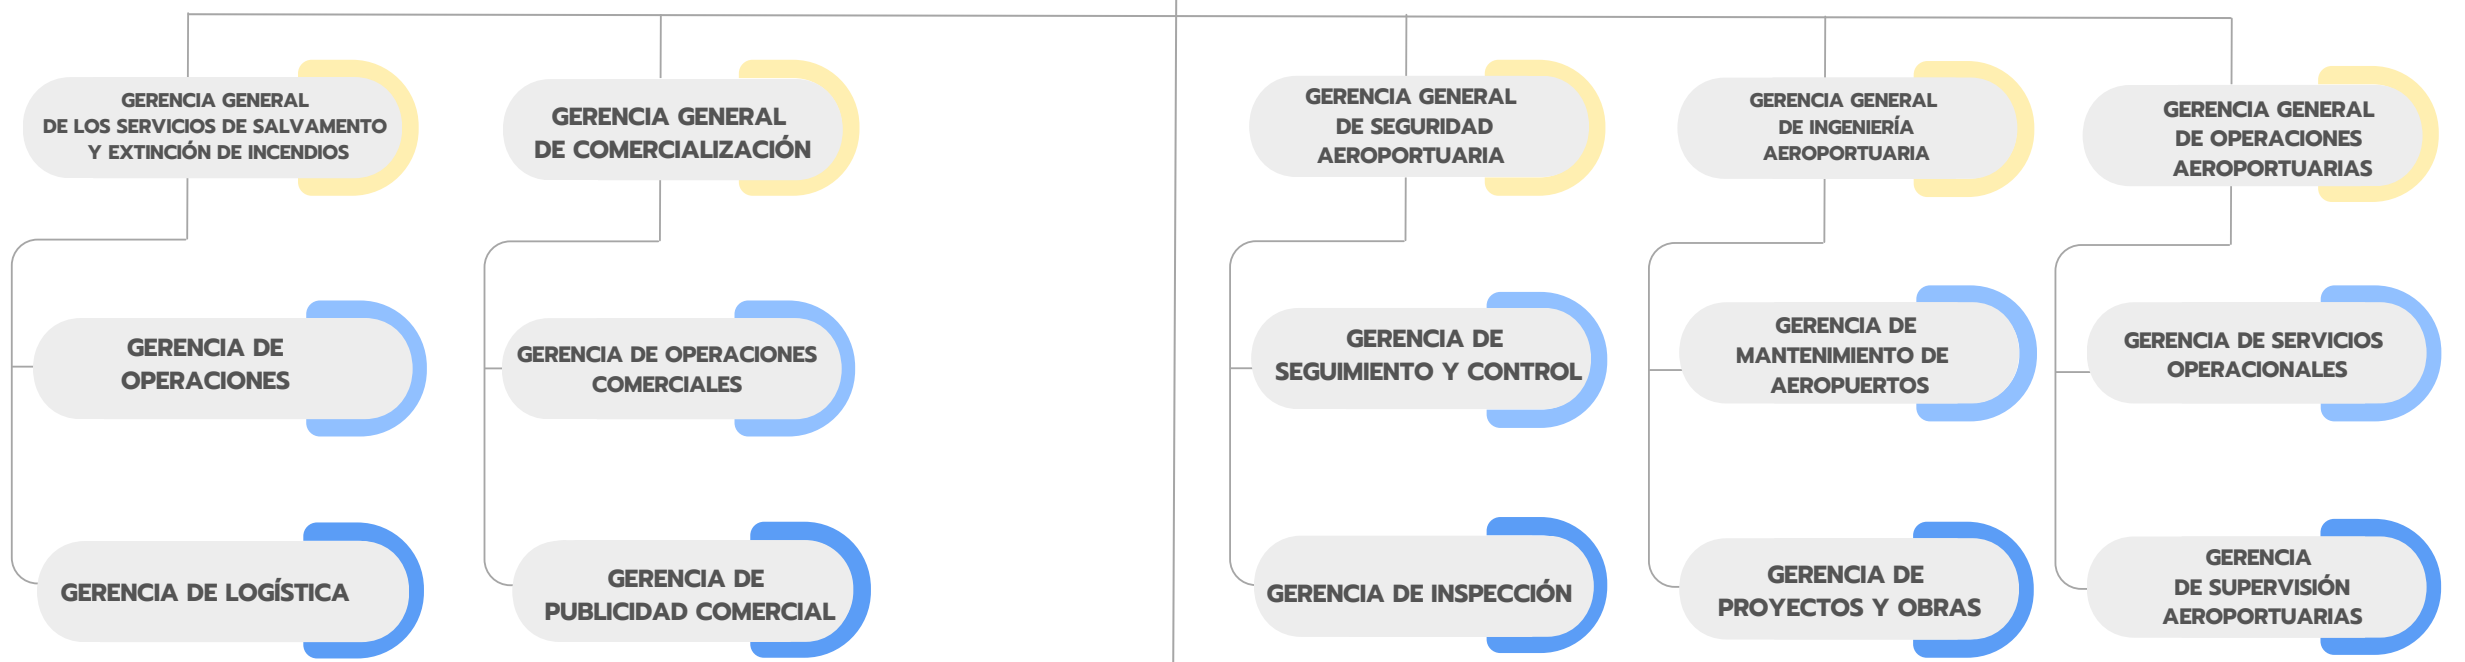 GERENCIA GENERAL
DE LOS SERVICIOS DE SALVAMENTO
Y EXTINCIÓN DE INCENDIOS
GERENCIA GENERAL
DE COMERCIALIZACIÓN
GERENCIA GENERAL
DE SEGURIDAD
AEROPORTUARIA
GERENCIA GENERAL
DE INGENIERÍA
AEROPORTUARIA
GERENCIA GENERAL
DE OPERACIONES
AEROPORTUARIAS
GERENCIA DE
OPERACIONES
GERENCIA DE OPERACIONES
COMERCIALES
GERENCIA DE
SEGUIMIENTO Y CONTROL
GERENCIA DE
MANTENIMIENTO DE
AEROPUERTOS
GERENCIA DE SERVICIOS
OPERACIONALES
GERENCIA DE LOGÍSTICA
GERENCIA DE
PUBLICIDAD COMERCIAL
GERENCIA DE INSPECCIÓN
GERENCIA DE
PROYECTOS Y OBRAS
GERENCIA
DE SUPERVISIÓN
AEROPORTUARIAS